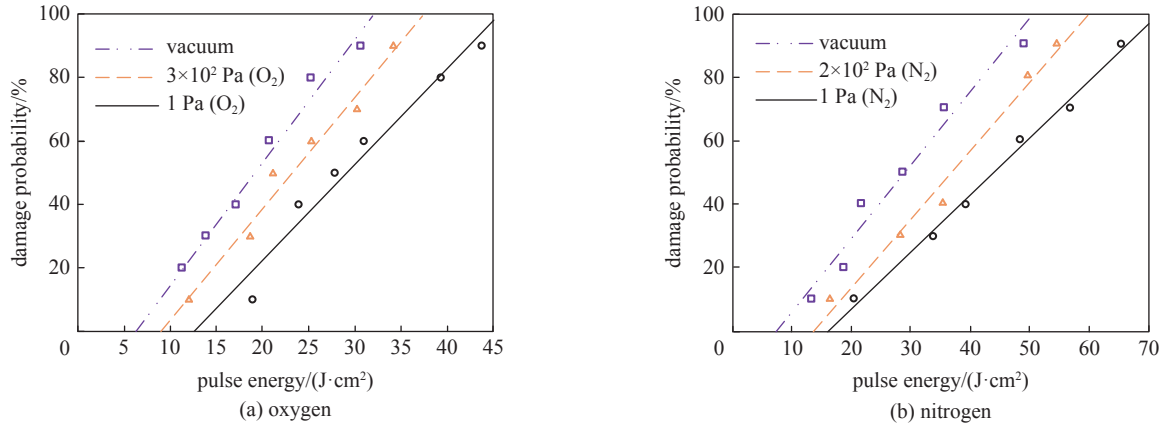 100
80
60
40
20
0
damage probability/%
vacuum
3×10² Pa (O₂)
1 Pa (O₂)
5 10 15 20 25 30 35 40 45
pulse energy/(J·cm²)
(a) oxygen
100
80
60
40
20
0
damage probability/%
vacuum
2×10² Pa (N₂)
1 Pa (N₂)
10 20 30 40 50 60 70
pulse energy/(J·cm²)
(b) nitrogen